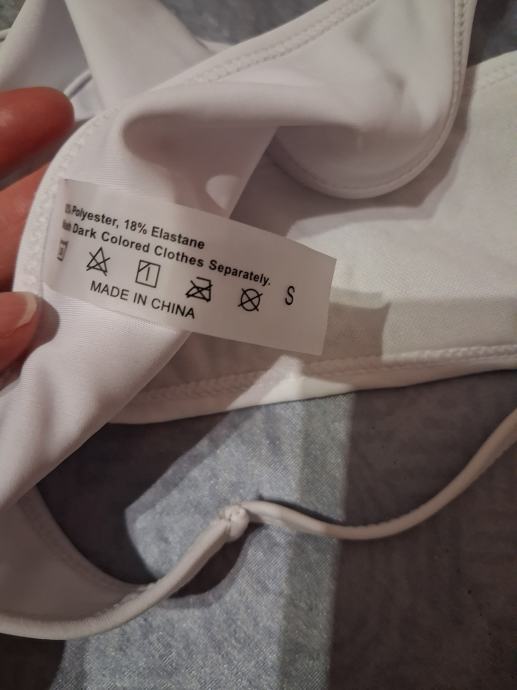 Polyester, 18% Elastane
Dark Colored Clothes Separately.
S
MADE IN CHINA